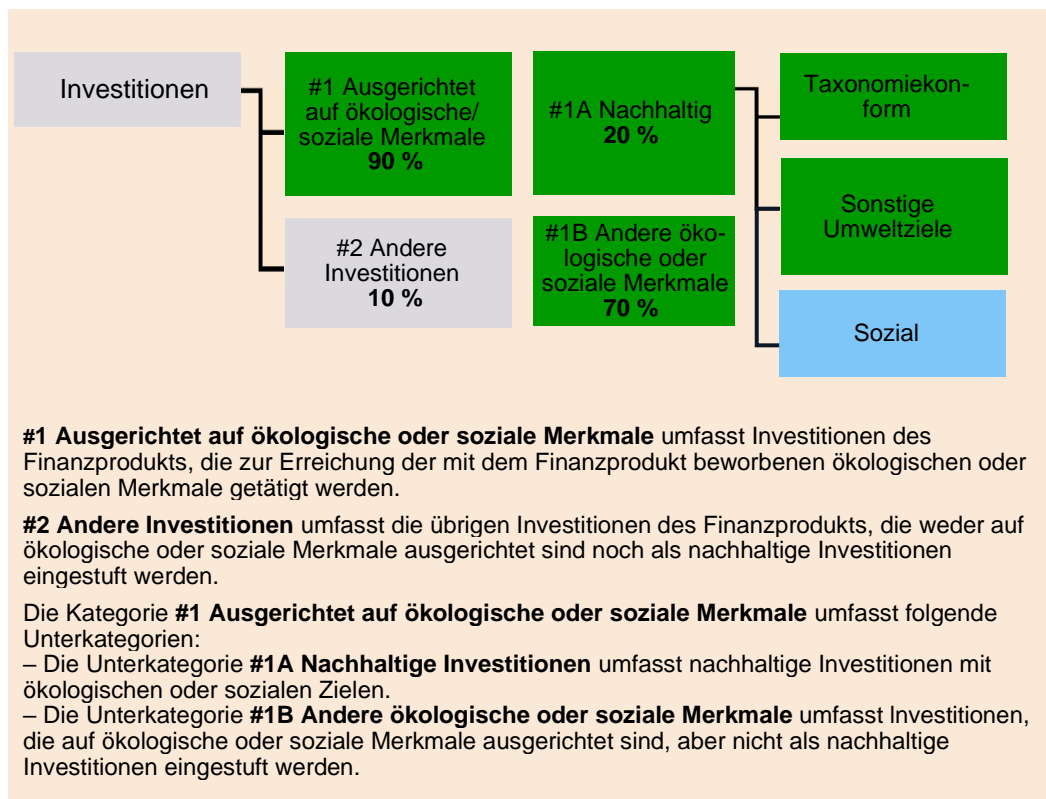 Investitionen
#1 Ausgerichtet
auf ökologische/
soziale Merkmale
90 %
#2 Andere
Investitionen
10 %
#1A Nachhaltig
20 %
#1B Andere öko-
logische oder
soziale Merkmale
70 %
Taxonomiekon-
form
Sonstige
Umweltziele
Sozial
#1 Ausgerichtet auf ökologische oder soziale Merkmale umfasst Investitionen des
Finanzprodukts, die zur Erreichung der mit dem Finanzprodukt beworbenen ökologischen oder
sozialen Merkmale getätigt werden.
#2 Andere Investitionen umfasst die übrigen Investitionen des Finanzprodukts, die weder auf
ökologische oder soziale Merkmale ausgerichtet sind noch als nachhaltige Investitionen
eingestuft werden.
Die Kategorie #1 Ausgerichtet auf ökologische oder soziale Merkmale umfasst folgende
Unterkategorien:
– Die Unterkategorie #1A Nachhaltige Investitionen umfasst nachhaltige Investitionen mit
ökologischen oder sozialen Zielen.
– Die Unterkategorie #1B Andere ökologische oder soziale Merkmale umfasst Investitionen,
die auf ökologische oder soziale Merkmale ausgerichtet sind, aber nicht als nachhaltige
Investitionen eingestuft werden.